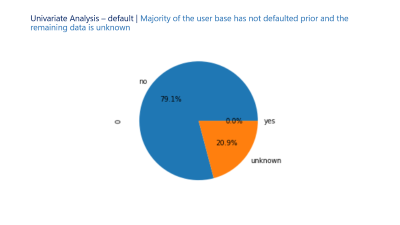 Univariate Analysis – default | Majority of the user base has not defaulted prior and the
remaining data is unknown
no
79.1%
0
0.0%
yes
20.9%
unknown